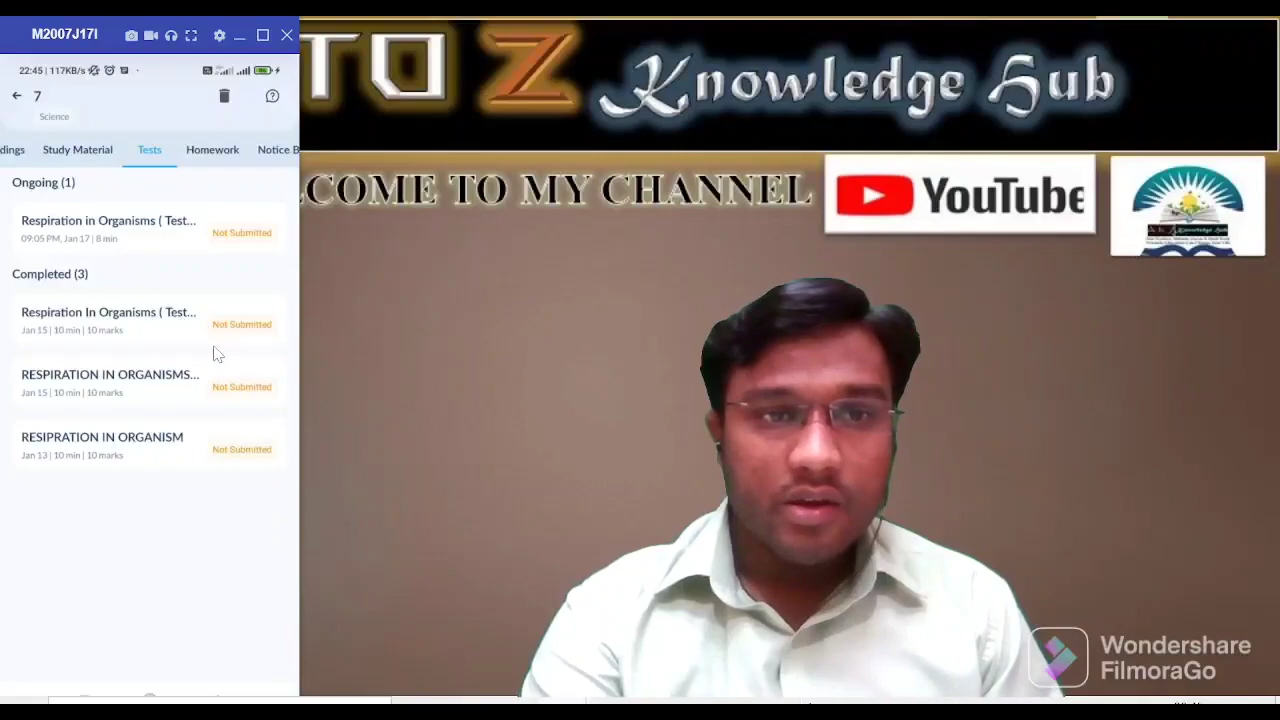 M2007J17I
22:45 | 117KB/s
7
Science
dings Study Material Tests Homework Notice B
Ongoing (1)
Respiration in Organisms ( Test...
09:05 PM, Jan 17 | 8 min
Not Submitted
Completed (3)
Respiration In Organisms ( Test...
Jan 15 | 10 min | 10 marks
Not Submitted
RESPIRATION IN ORGANISMS...
Jan 15 | 10 min | 10 marks
Not Submitted
RESIPRATION IN ORGANISM
Jan 13 | 10 min | 10 marks
Not Submitted
TO Z Knowledge Hub
COME TO MY CHANNEL
YouTube
Knowledge Hub
Wondershare
FilmoraGo